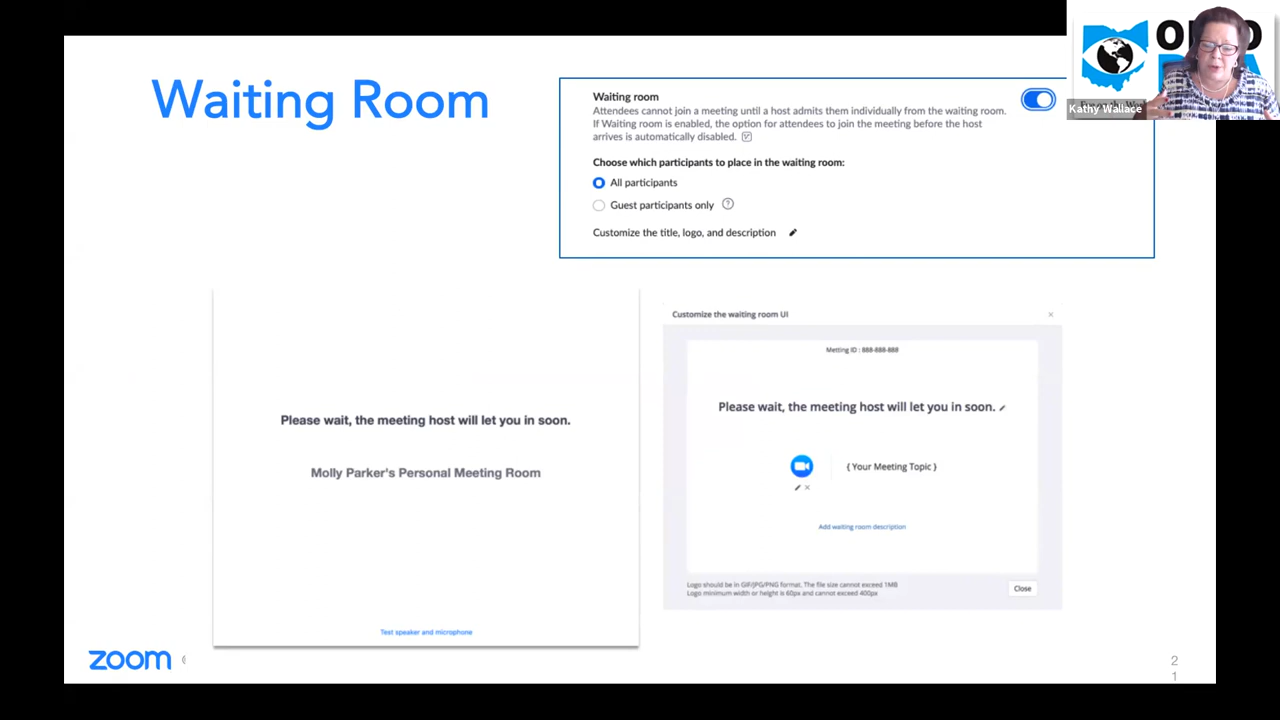 Waiting Room
Waiting room
Attendees cannot join a meeting until a host admits them individually from the waiting room.
If Waiting room is enabled, the option for attendees to join the meeting before the host
arrives is automatically disabled.
Choose which participants to place in the waiting room:
All participants
Guest participants only
Customize the title, logo, and description
Kathy Wallace
Please wait, the meeting host will let you in soon.
Molly Parker's Personal Meeting Room
Test speaker and microphone
Customize the waiting room UI
Metting ID : 888-888-888
Please wait, the meeting host will let you in soon.
{ Your Meeting Topic }
Add waiting room description
Logo should be in GIF/JPG/PNG format. The file size cannot exceed 1MB
Logo minimum width or height is 60px and cannot exceed 400px
Close
zoom
2
1